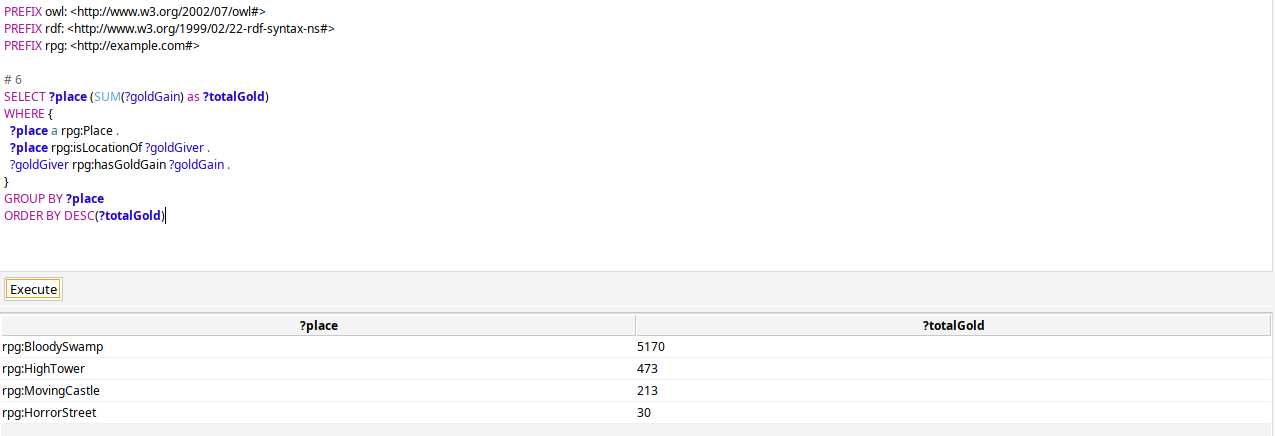 PREFIX owl: <http://www.w3.org/2002/07/owl#>
PREFIX rdf: <http://www.w3.org/1999/02/22-rdf-syntax-ns#>
PREFIX rpg: <http://example.com#>
# 6
SELECT ?place (SUM(?goldGain) as ?totalGold)
WHERE {
?place a rpg:Place .
?place rpg:isLocationOf ?goldGiver .
?goldGiver rpg:hasGoldGain ?goldGain .
}
GROUP BY ?place
ORDER BY DESC(?totalGold)
Execute
?place ?totalGold
rpg:BloodySwamp 5170
rpg:HighTower 473
rpg:MovingCastle 213
rpg:HorrorStreet 30